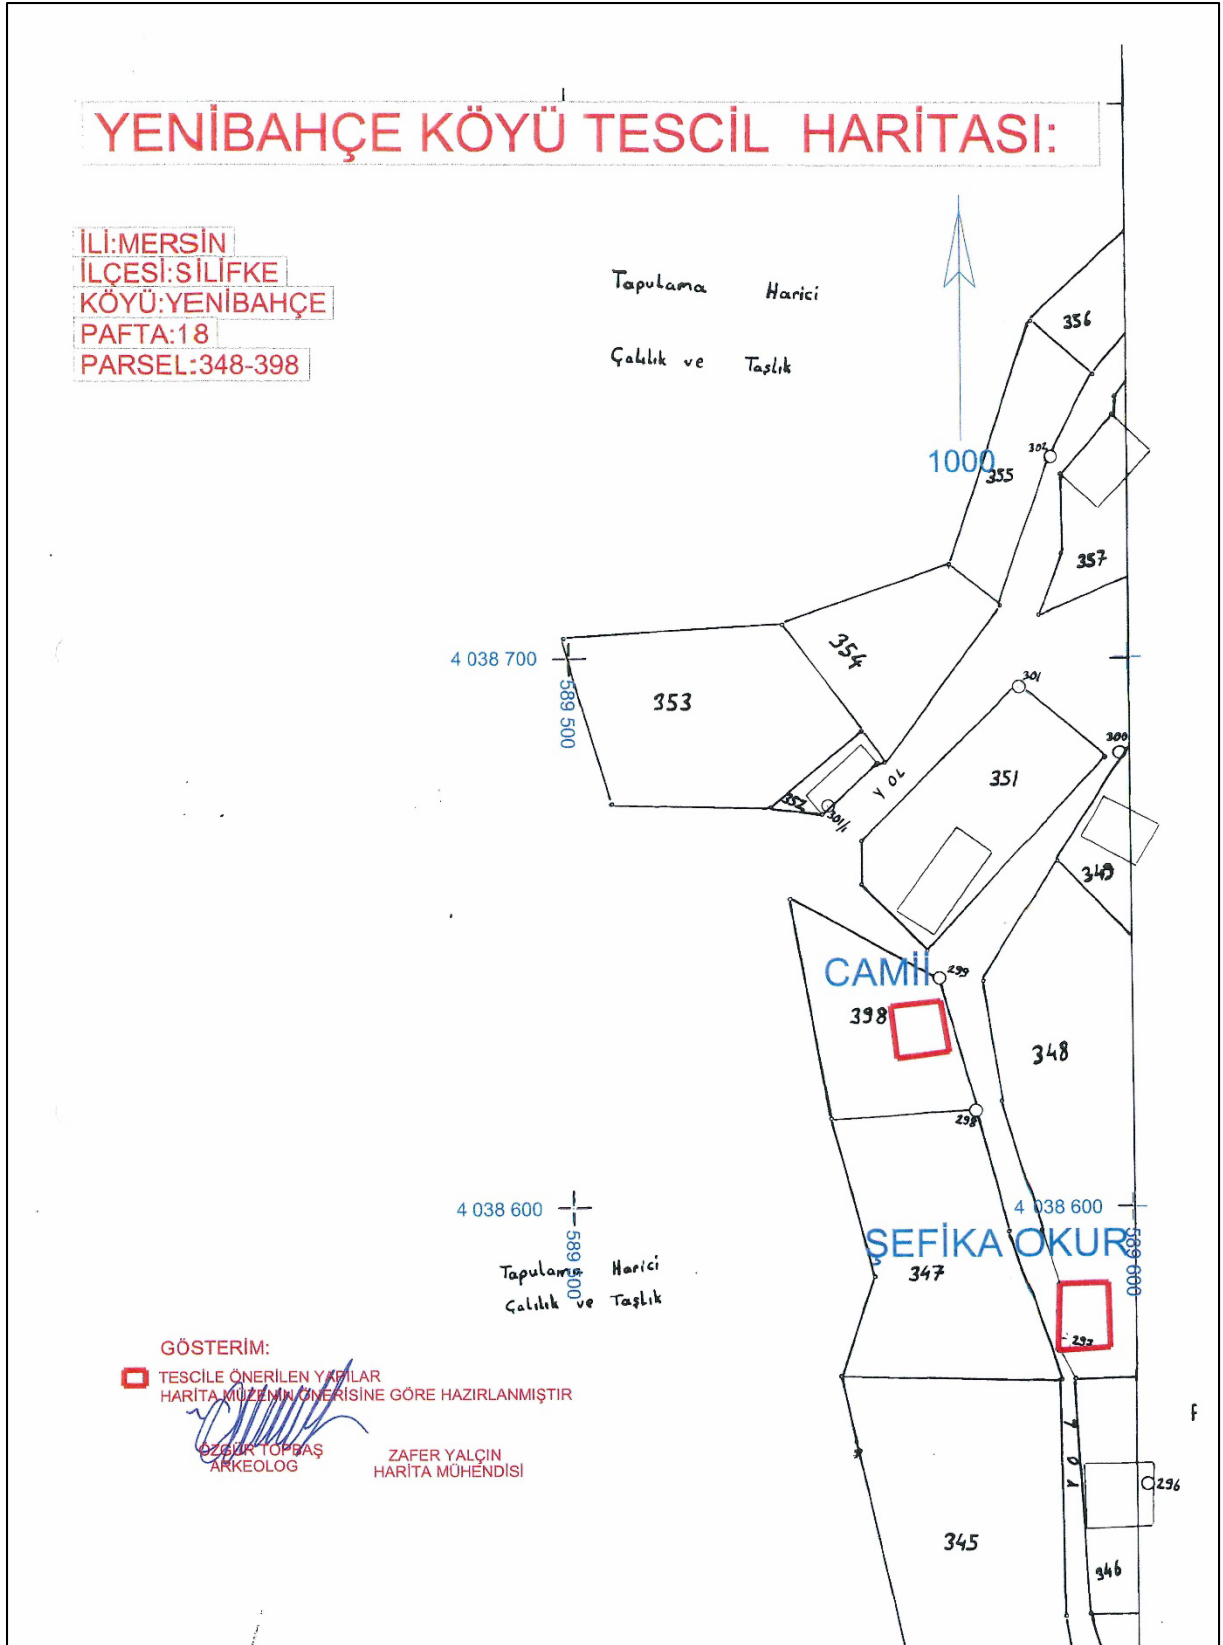 YENİBAHÇE KÖYÜ TESCİL HARİTASI:
İLİ:MERSİN
İLÇESİ:SİLİFKE
KÖYÜ:YENİBAHÇE
PAFTA:18
PARSEL:348-398
Tapulama Harici
Çalılık ve Taşlık
1000
356
302
355
357
354
4 038 700
589 500
353
301
300
351
YOL
352
301/1
349
CAMİİ
299
398
348
298
4 038 600
589 500
4 038 600
589 600
ŞEFİKA OKUR
347
Tapulama Harici
Çalılık ve Taşlık
297
GÖSTERİM:
TESCİLE ÖNERİLEN YAPILAR
HARİTA MÜZENİN ÖNERİSİNE GÖRE HAZIRLANMIŞTIR
ÖZGÜR TOPBAŞ
ARKEOLOG
ZAFER YALÇIN
HARİTA MÜHENDİSİ
YOL
F
296
345
346